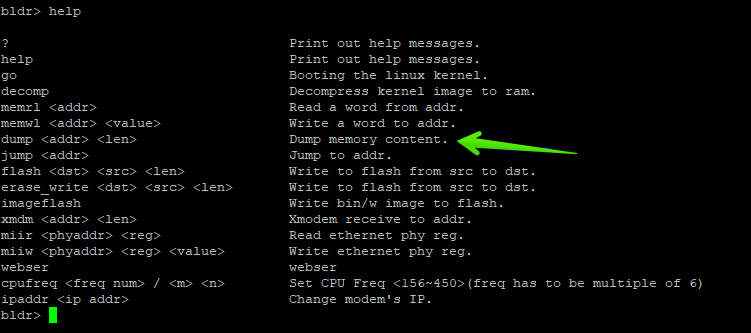 bldr> help
? Print out help messages.
help Print out help messages.
go Booting the linux kernel.
decomp Decompress kernel image to ram.
memrl <addr> Read a word from addr.
memwl <addr> <value> Write a word to addr.
dump <addr> <len> Dump memory content.
jump <addr> Jump to addr.
flash <dst> <src> <len> Write to flash from src to dst.
erase_write <dst> <src> <len> Write to flash from src to dst.
imageflash Write bin/w image to flash.
xmdm <addr> <len> Xmodem receive to addr.
miir <phyaddr> <reg> Read ethernet phy reg.
miiw <phyaddr> <reg> <value> Write ethernet phy reg.
webser webser
cpufreq <freq num> / <m> <n> Set CPU Freq <156~450>(freq has to be multiple of 6)
ipaddr <ip addr> Change modem's IP.
bldr>